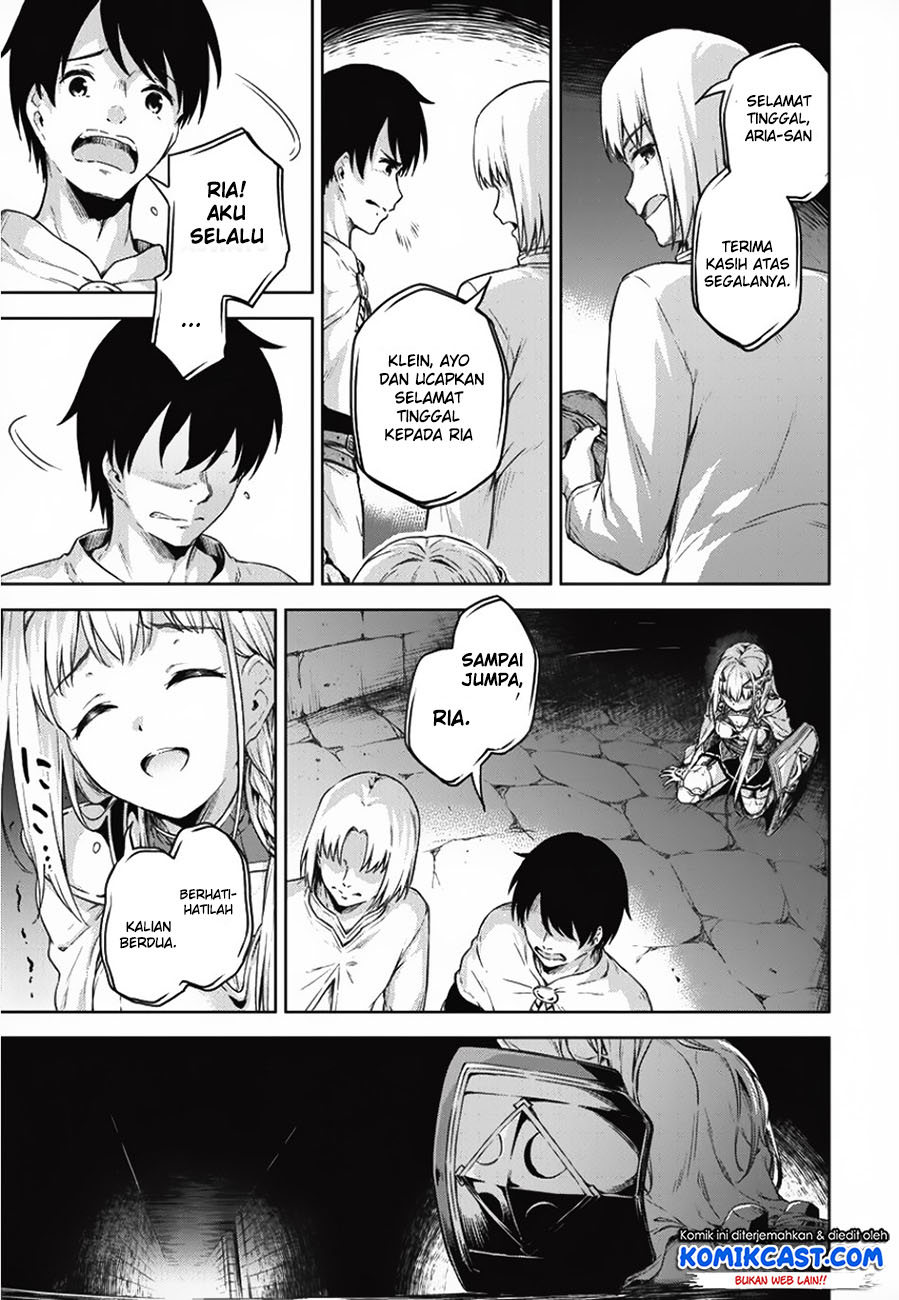 SELAMAT
TINGGAL,
ARIA-SAN
TERIMA
KASIH ATAS
SEGALANYA.
KLEIN, AYO
DAN UCAPKAN
SELAMAT
TINGGAL
KEPADA RIA
RIA!
AKU
SELALU
...
SAMPAI
JUMPA,
RIA.
BERHATI-
HATILAH
KALIAN
BERDUA.
Komik ini diterjemahkan & diedit oleh
KOMIKCAST.COM
BUKAN WEB LAIN!!